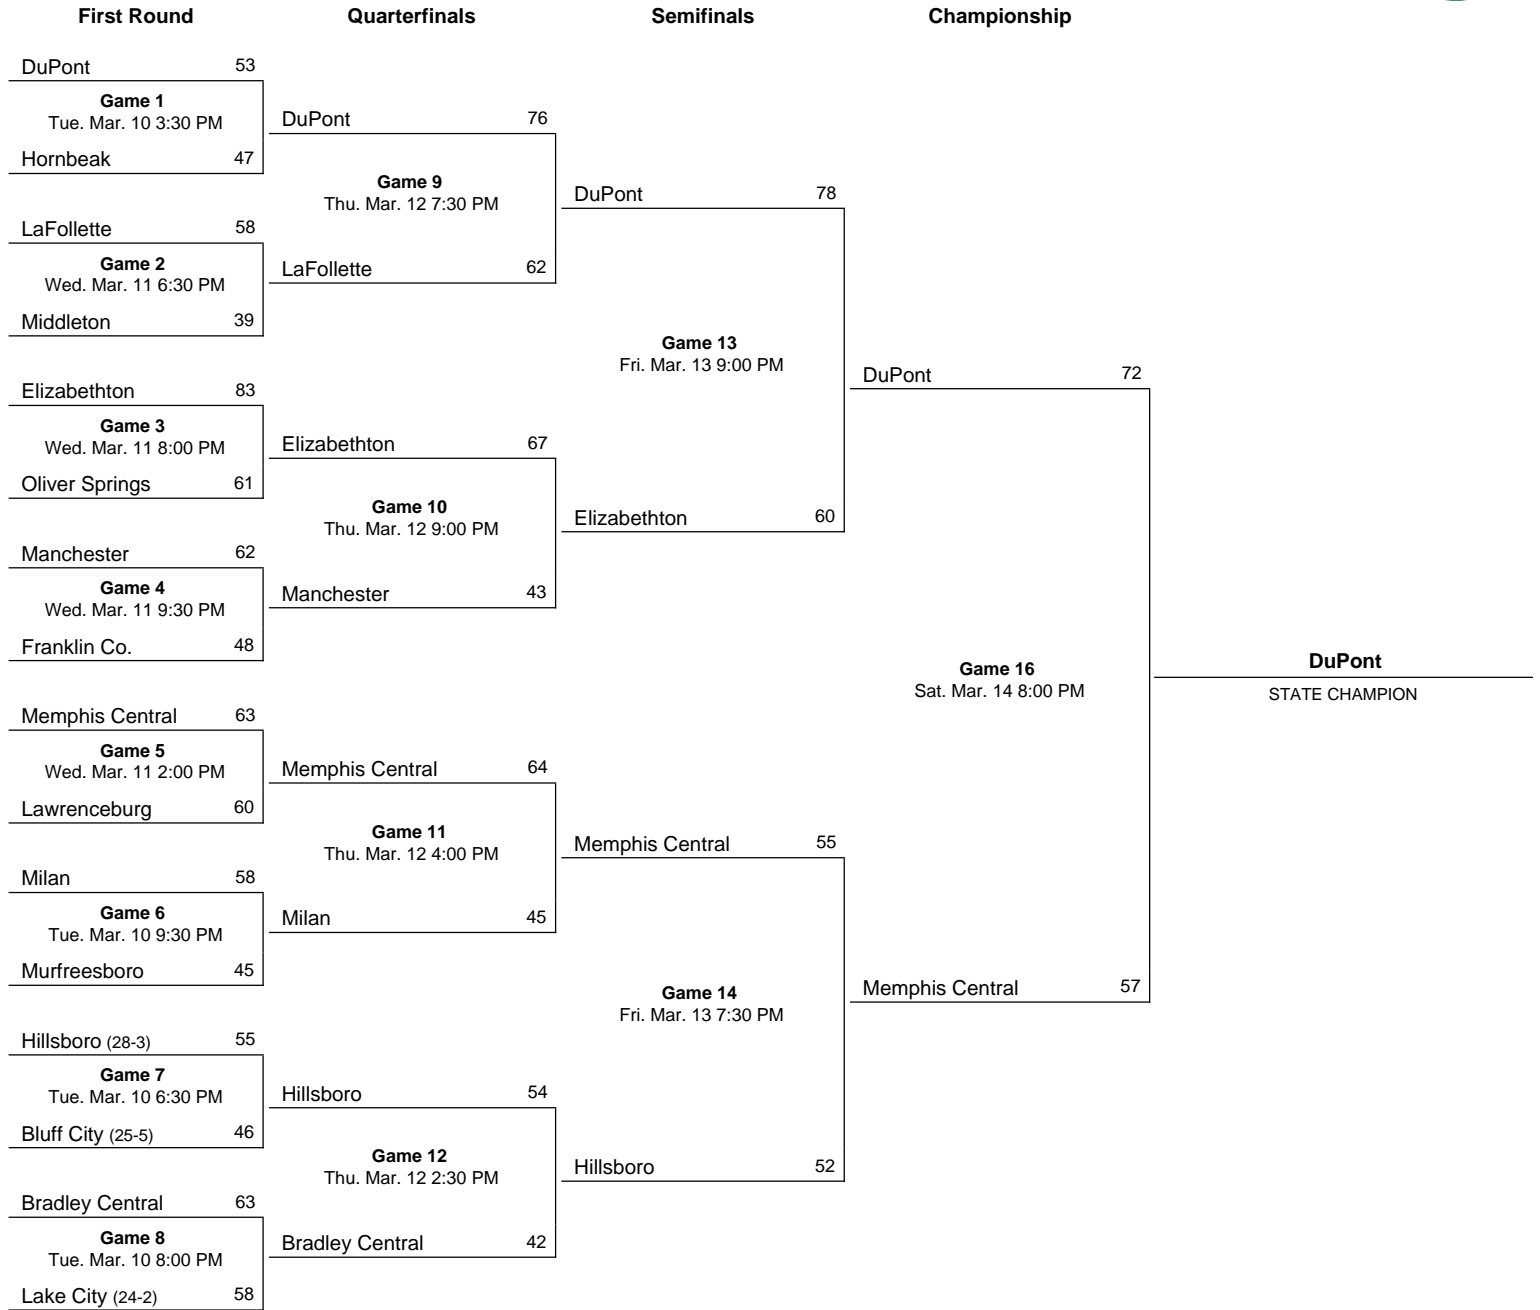 First Round Quarterfinals Semifinals Championship
DuPont 53
Game 1
Tue. Mar. 10 3:30 PM
Hornbeak 47
LaFollette 58
Game 2
Wed. Mar. 11 6:30 PM
Middleton 39
Elizabethton 83
Game 3
Wed. Mar. 11 8:00 PM
Oliver Springs 61
Manchester 62
Game 4
Wed. Mar. 11 9:30 PM
Franklin Co. 48
Memphis Central 63
Game 5
Wed. Mar. 11 2:00 PM
Lawrenceburg 60
Milan 58
Game 6
Tue. Mar. 10 9:30 PM
Murfreesboro 45
Hillsboro (28-3) 55
Game 7
Tue. Mar. 10 6:30 PM
Bluff City (25-5) 46
Bradley Central 63
Game 8
Tue. Mar. 10 8:00 PM
Lake City (24-2) 58
DuPont 76
Game 9
Thu. Mar. 12 7:30 PM
LaFollette 62
Elizabethton 67
Game 10
Thu. Mar. 12 9:00 PM
Manchester 43
Memphis Central 64
Game 11
Thu. Mar. 12 4:00 PM
Milan 45
Hillsboro 54
Game 12
Thu. Mar. 12 2:30 PM
Bradley Central 42
DuPont 78
Game 13
Fri. Mar. 13 9:00 PM
Elizabethton 60
Memphis Central 55
Game 14
Fri. Mar. 13 7:30 PM
Hillsboro 52
DuPont 72
Game 16
Sat. Mar. 14 8:00 PM
Memphis Central 57
DuPont
STATE CHAMPION